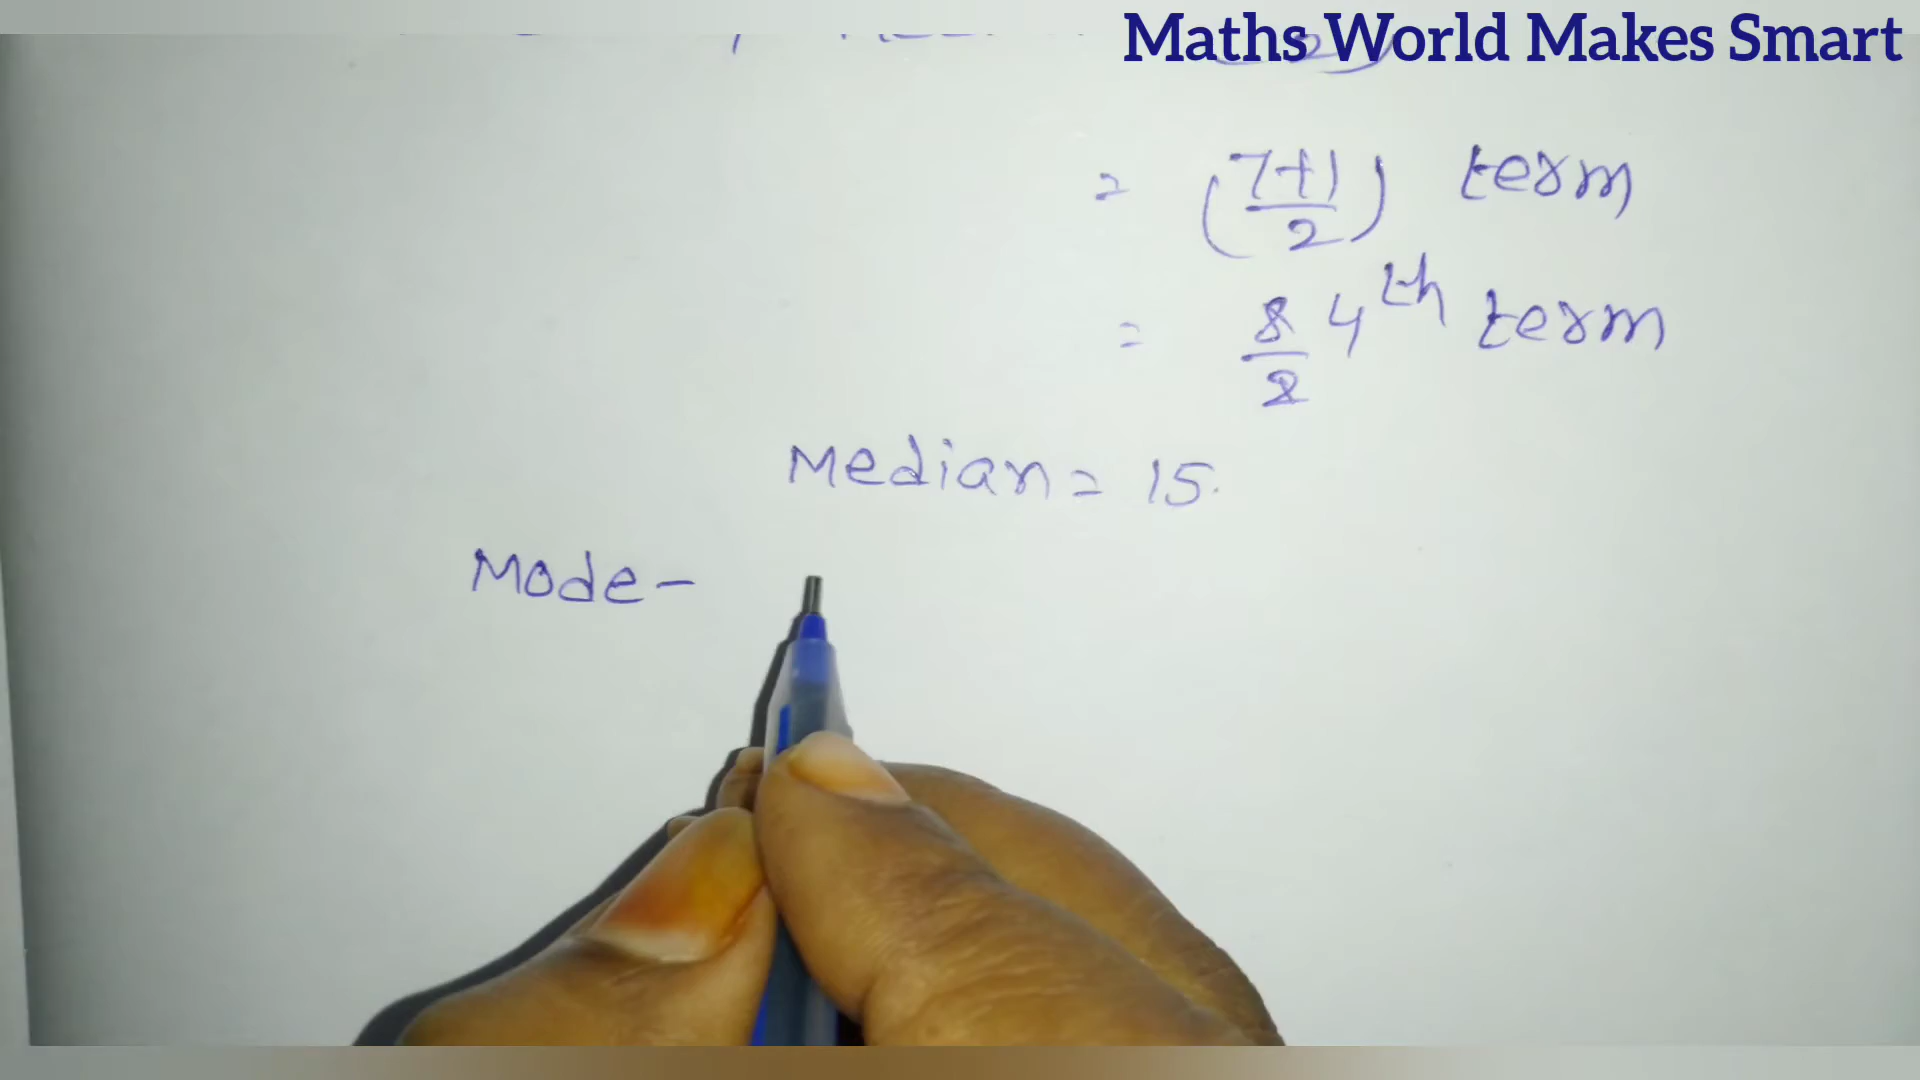 Maths World Makes Smart
= (7+1/2) term
= 8/2 4th term
Median = 15.
Mode -